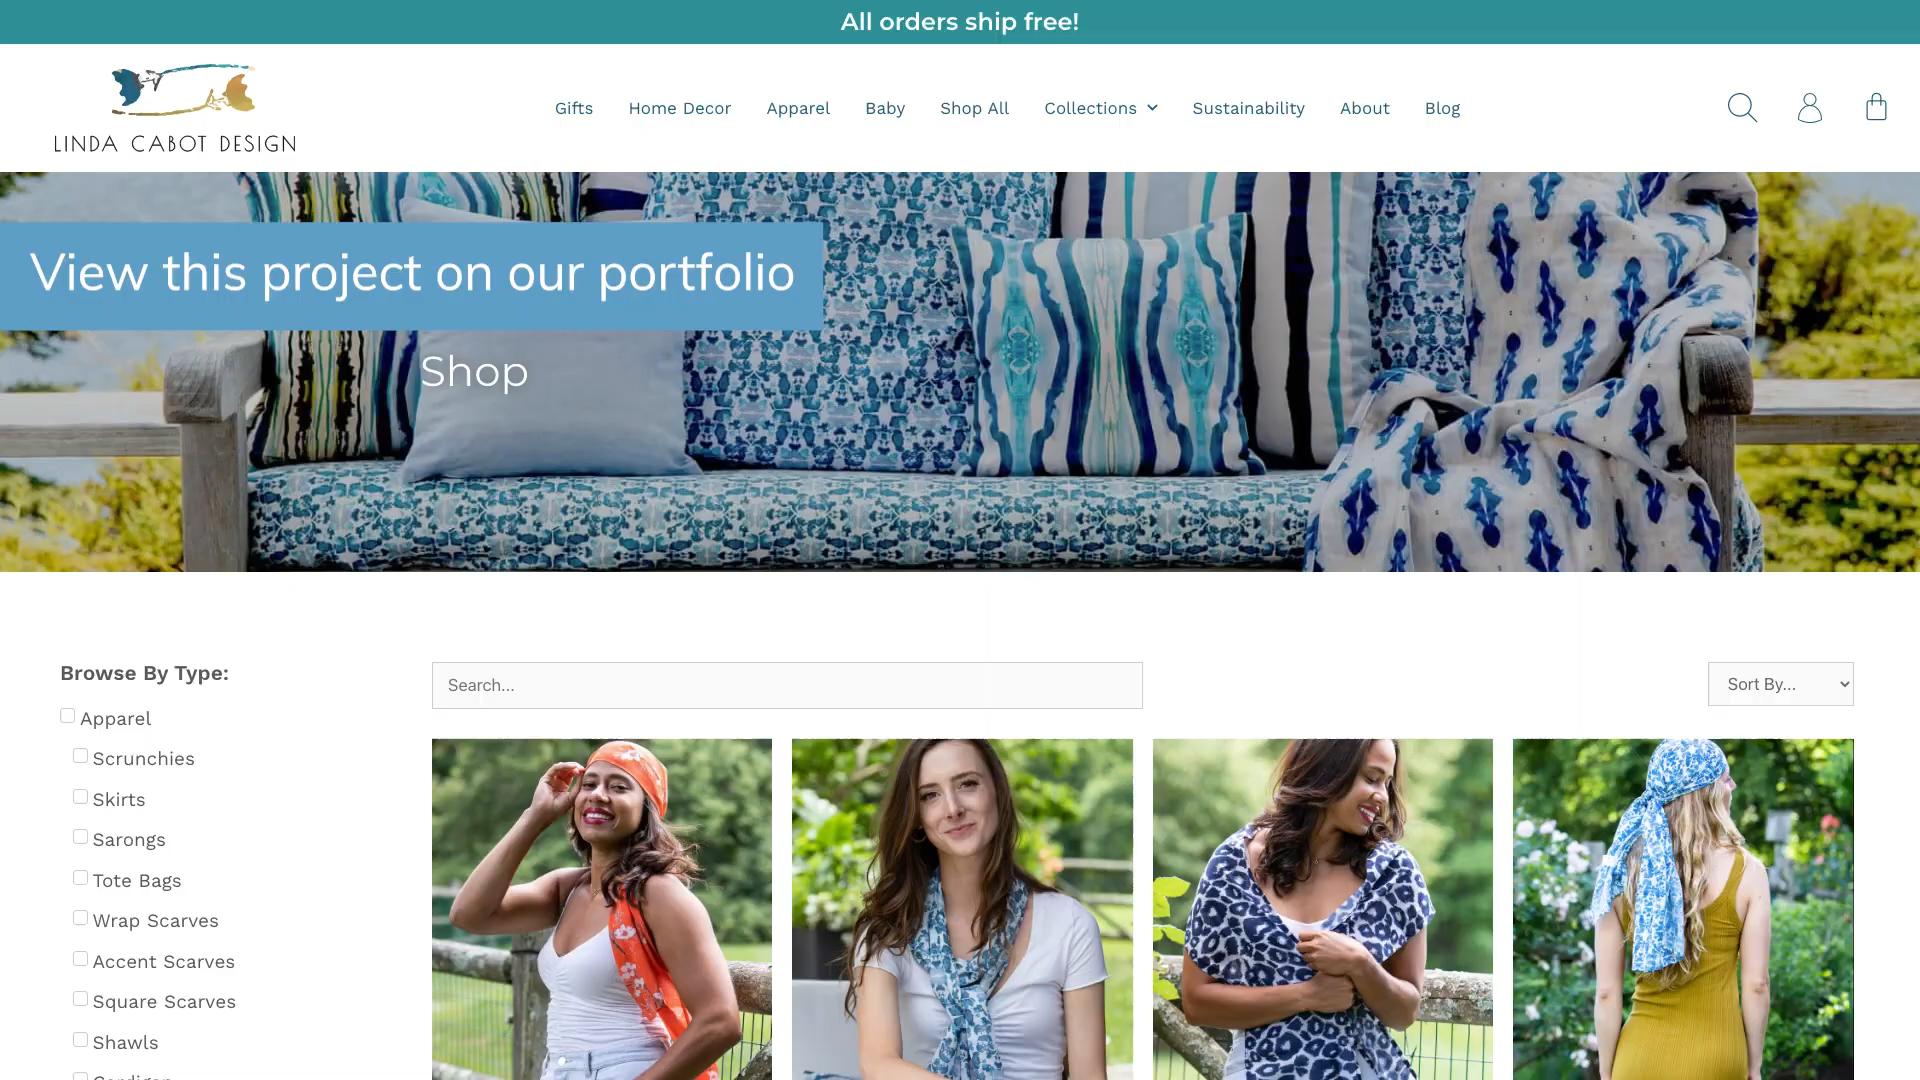 All orders ship free!
LINDA CABOT DESIGN
Gifts
Home Decor
Apparel
Baby
Shop All
Collections
Sustainability
About
Blog
View this project on our portfolio
Shop
Browse By Type:
Search...
Sort By...
Apparel
Scrunchies
Skirts
Sarongs
Tote Bags
Wrap Scarves
Accent Scarves
Square Scarves
Shawls